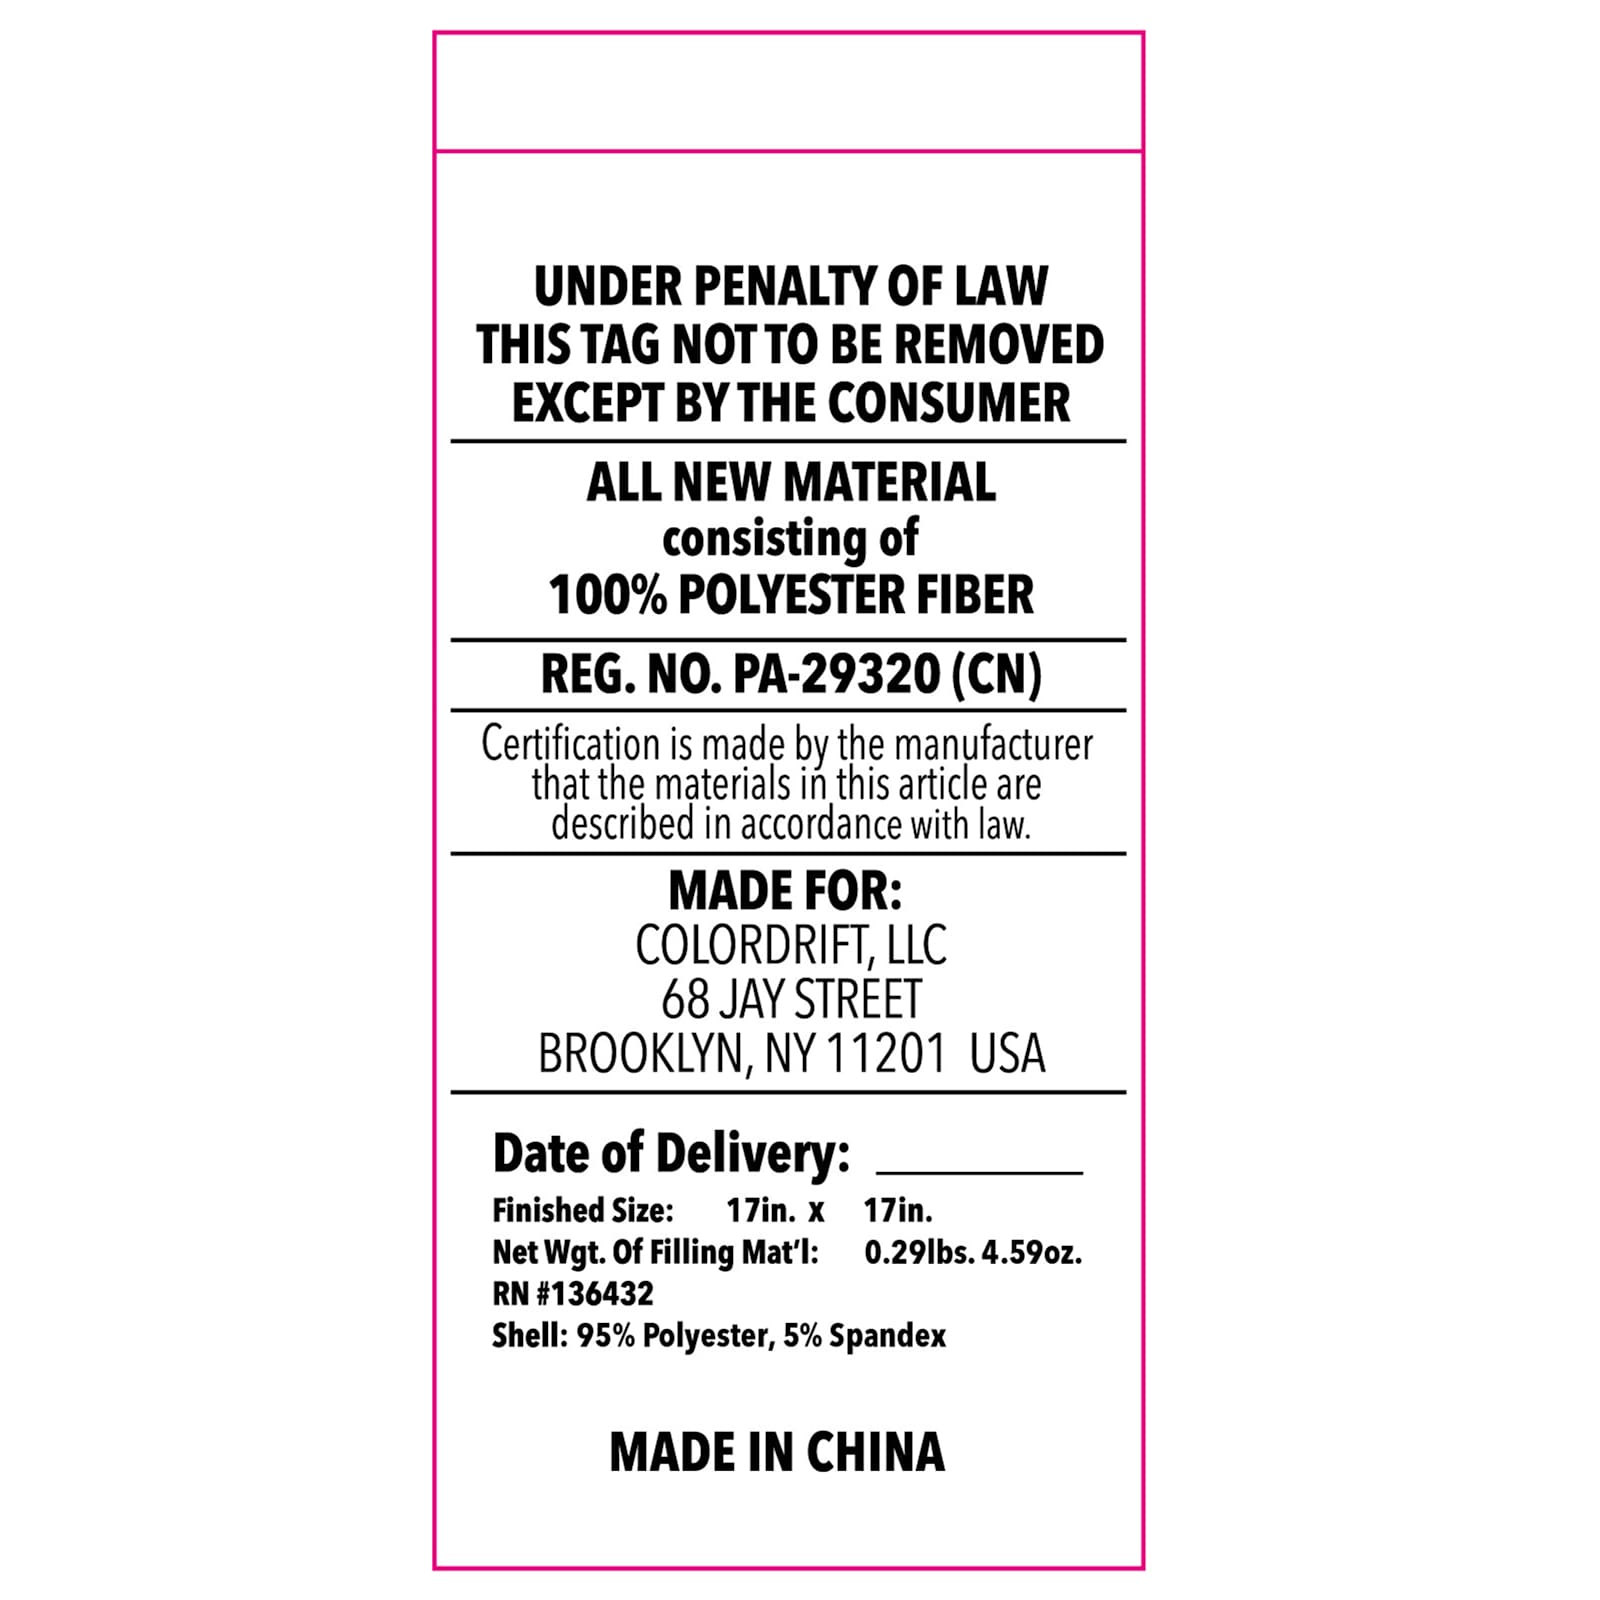 UNDER PENALTY OF LAW
THIS TAG NOT TO BE REMOVED
EXCEPT BY THE CONSUMER
ALL NEW MATERIAL
consisting of
100% POLYESTER FIBER
REG. NO. PA-29320 (CN)
Certification is made by the manufacturer
that the materials in this article are
described in accordance with law.
MADE FOR:
COLORDRIFT, LLC
68 JAY STREET
BROOKLYN, NY 11201 USA
Date of Delivery: __________
Finished Size: 17in. x 17in.
Net Wgt. Of Filling Mat'l: 0.29lbs. 4.59oz.
RN #136432
Shell: 95% Polyester, 5% Spandex
MADE IN CHINA